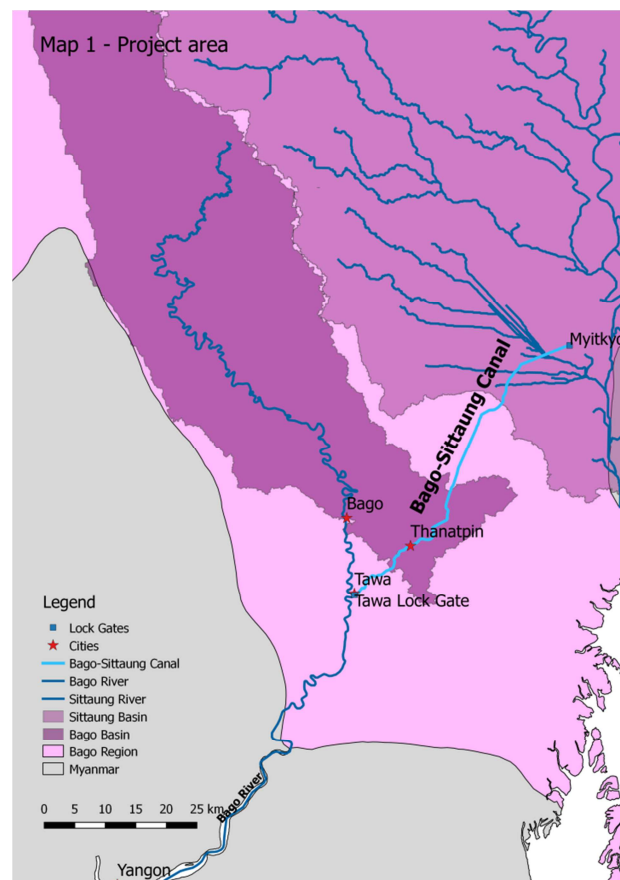 Map 1 - Project area
Myitkyo
Bago-Sittaung Canal
Bago
Thanatpin
Tawa
Tawa Lock Gate
Legend
Lock Gates
Cities
Bago-Sittaung Canal
Bago River
Sittaung River
Sittaung Basin
Bago Basin
Bago Region
Myanmar
0 5 10 15 20 25 km
Bago River
Yangon